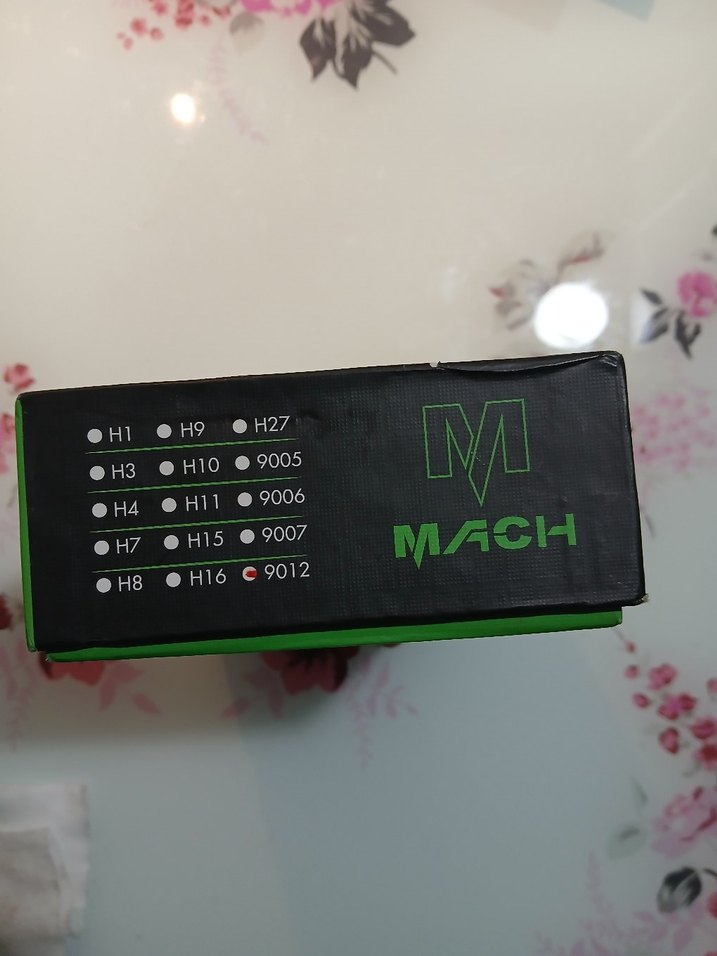 H1 H9 H27
H3 H10 9005
H4 H11 9006
H7 H15 9007
H8 H16 9012
M
MACH